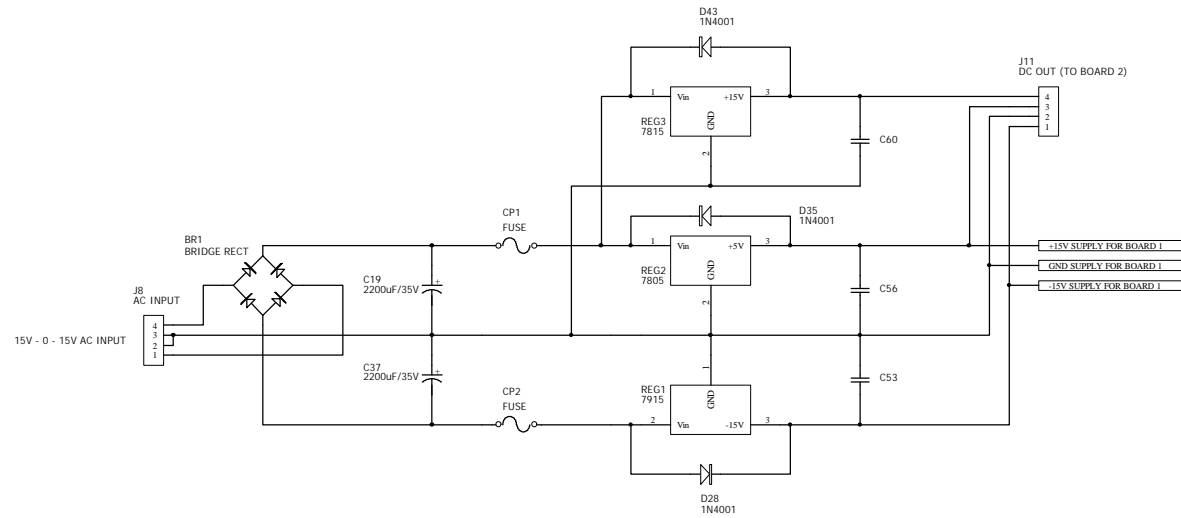 D43
1N4001
J11
DC OUT (TO BOARD 2)
1
Vin
+15V
3
GND
2
REG3
7815
C60
4
3
2
1
CP1
FUSE
D35
1N4001
BR1
BRIDGE RECT
1
Vin
+5V
3
GND
2
REG2
7805
+15V SUPPLY FOR BOARD 1
GND SUPPLY FOR BOARD 1
-15V SUPPLY FOR BOARD 1
C19
2200uF/35V
+
C56
J8
AC INPUT
4
3
2
1
15V - 0 - 15V AC INPUT
C37
2200uF/35V
+
CP2
FUSE
REG1
7915
1
GND
2
Vin
-15V
3
C53
D28
1N4001